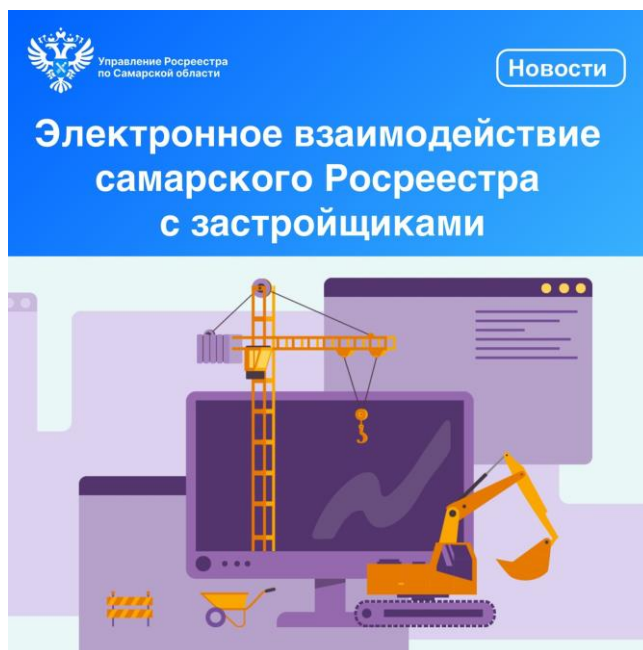 Управление Росреестра
по Самарской области
Новости
Электронное взаимодействие
самарского Росреестра
с застройщиками